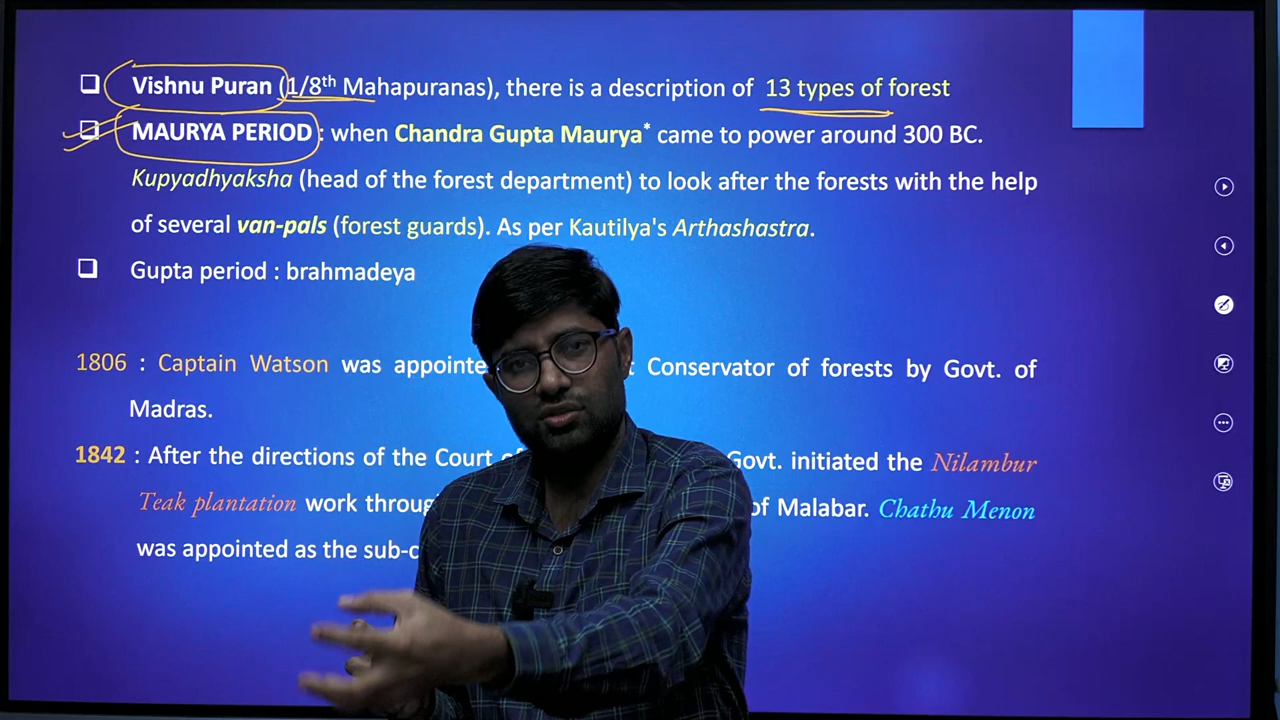 Vishnu Puran (1/8th Mahapuranas), there is a description of 13 types of forest
MAURYA PERIOD : when Chandra Gupta Maurya* came to power around 300 BC.
Kupyadhyaksha (head of the forest department) to look after the forests with the help
of several van-pals (forest guards). As per Kautilya's Arthashastra.
Gupta period : brahmadeya
1806 : Captain Watson was appointe Conservator of forests by Govt. of
Madras.
1842 : After the directions of the Court Govt. initiated the Nilambur
Teak plantation work throug of Malabar. Chathu Menon
was appointed as the sub-c